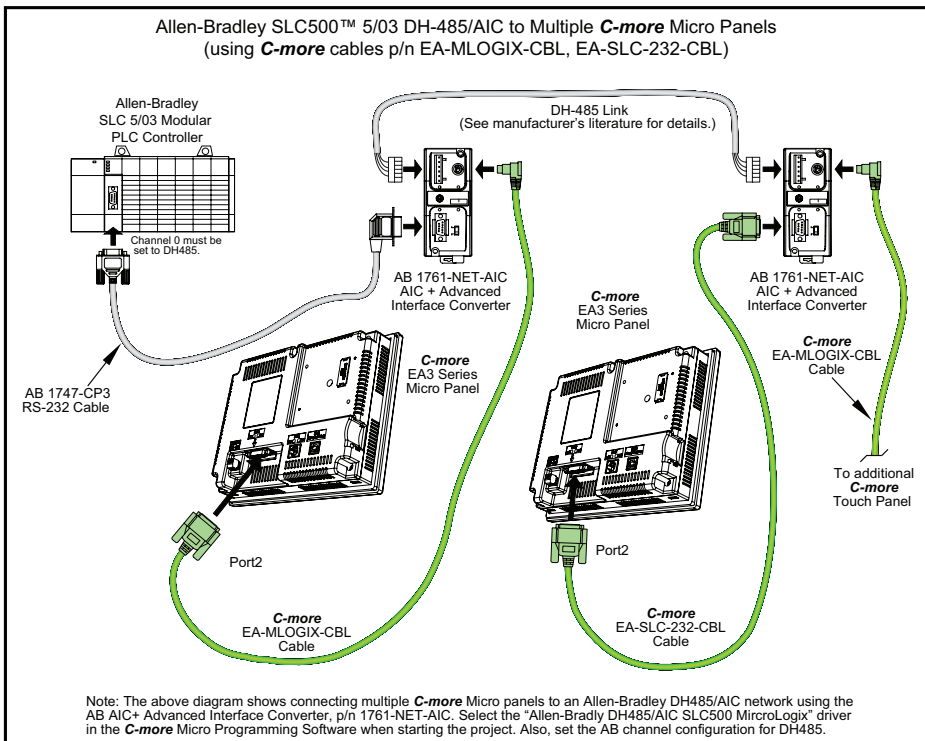 Allen-Bradley SLC500™ 5/03 DH-485/AIC to Multiple C-more Micro Panels
(using C-more cables p/n EA-MLOGIX-CBL, EA-SLC-232-CBL)
Allen-Bradley
SLC 5/03 Modular
PLC Controller
DH-485 Link
(See manufacturer's literature for details.)
Channel 0 must be
set to DH485.
AB 1761-NET-AIC
AIC + Advanced
Interface Converter
AB 1761-NET-AIC
AIC + Advanced
Interface Converter
C-more
EA3 Series
Micro Panel
C-more
EA3 Series
Micro Panel
C-more
EA-MLOGIX-CBL
Cable
AB 1747-CP3
RS-232 Cable
To additional
C-more
Touch Panel
Port2
Port2
C-more
EA-MLOGIX-CBL
Cable
C-more
EA-SLC-232-CBL
Cable
Note: The above diagram shows connecting multiple C-more Micro panels to an Allen-Bradley DH485/AIC network using the
AB AIC+ Advanced Interface Converter, p/n 1761-NET-AIC. Select the “Allen-Bradly DH485/AIC SLC500 MircroLogix” driver
in the C-more Micro Programming Software when starting the project. Also, set the AB channel configuration for DH485.